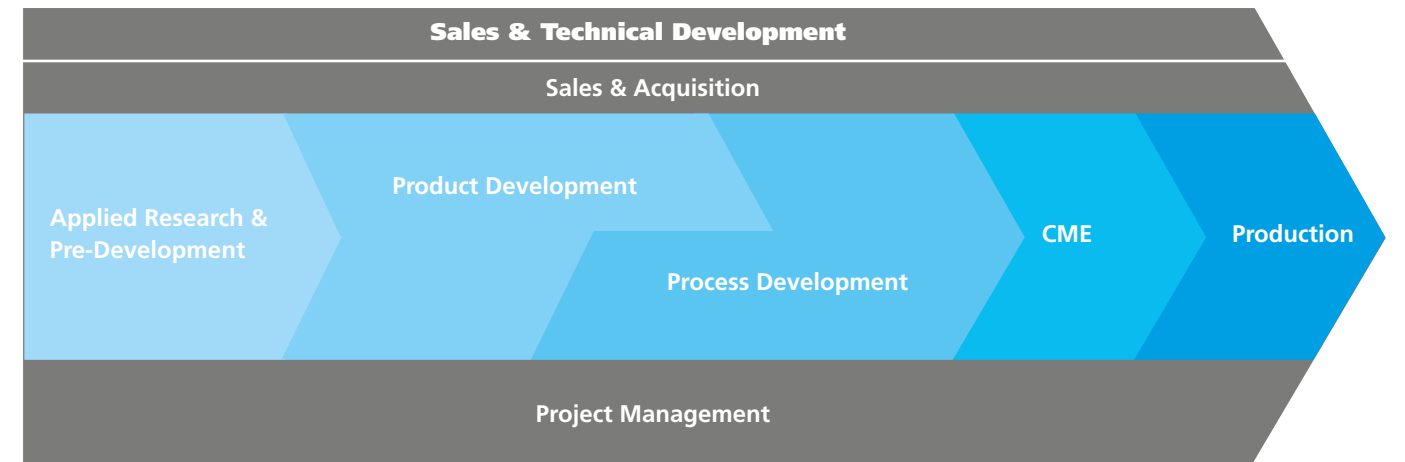 Sales & Technical Development
Sales & Acquisition
Product Development
Applied Research &
Pre-Development
CME
Production
Process Development
Project Management